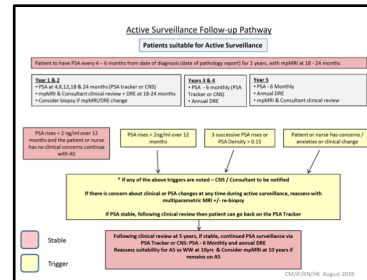 Active Surveillance Follow-up Pathway
Patients suitable for Active Surveillance
Patient to have PSA every 4 – 6 months from date of diagnosis (date of pathology report) for 2 years, with mpMRI at 18 - 24 months
Year 1 & 2
• PSA at 4,8,12,18 & 24 months (PSA tracker or CNS)
• mpMRI & Consultant clinical review + DRE at 18-24 months
• Consider biopsy if mpMRI/DRE change
Years 3 & 4
• PSA - 6 monthly (PSA Tracker or CNS)
• Annual DRE
Year 5
• PSA - 6 Monthly
• Annual DRE
• mpMRI & Consultant clinical review
PSA rises < 2 ng/ml over 12 months and the patient or nurse has no clinical concerns continue with AS
PSA rises > 2ng/ml over 12 months
3 successive PSA rises or PSA Density > 0.15
Patient or nurse has concerns / anxieties or clinical change
* if any of the above triggers are noted – CNS / Consultant to be notified
If there is concern about clinical or PSA changes at any time during active surveillance, reassess with multiparametric MRI +/- re-biopsy
If PSA stable, following clinical review then patient can go back on the PSA Tracker
Following clinical review at 5 years, if stable, continued PSA surveillance via PSA Tracker or CNS: PSA - 6 Monthly and annual DRE
Reassess suitability for AS vs WW at 10yrs & Consider mpMRI at 10 years if remains on AS
Stable
Trigger
CM/JF/KN/HK August 2019